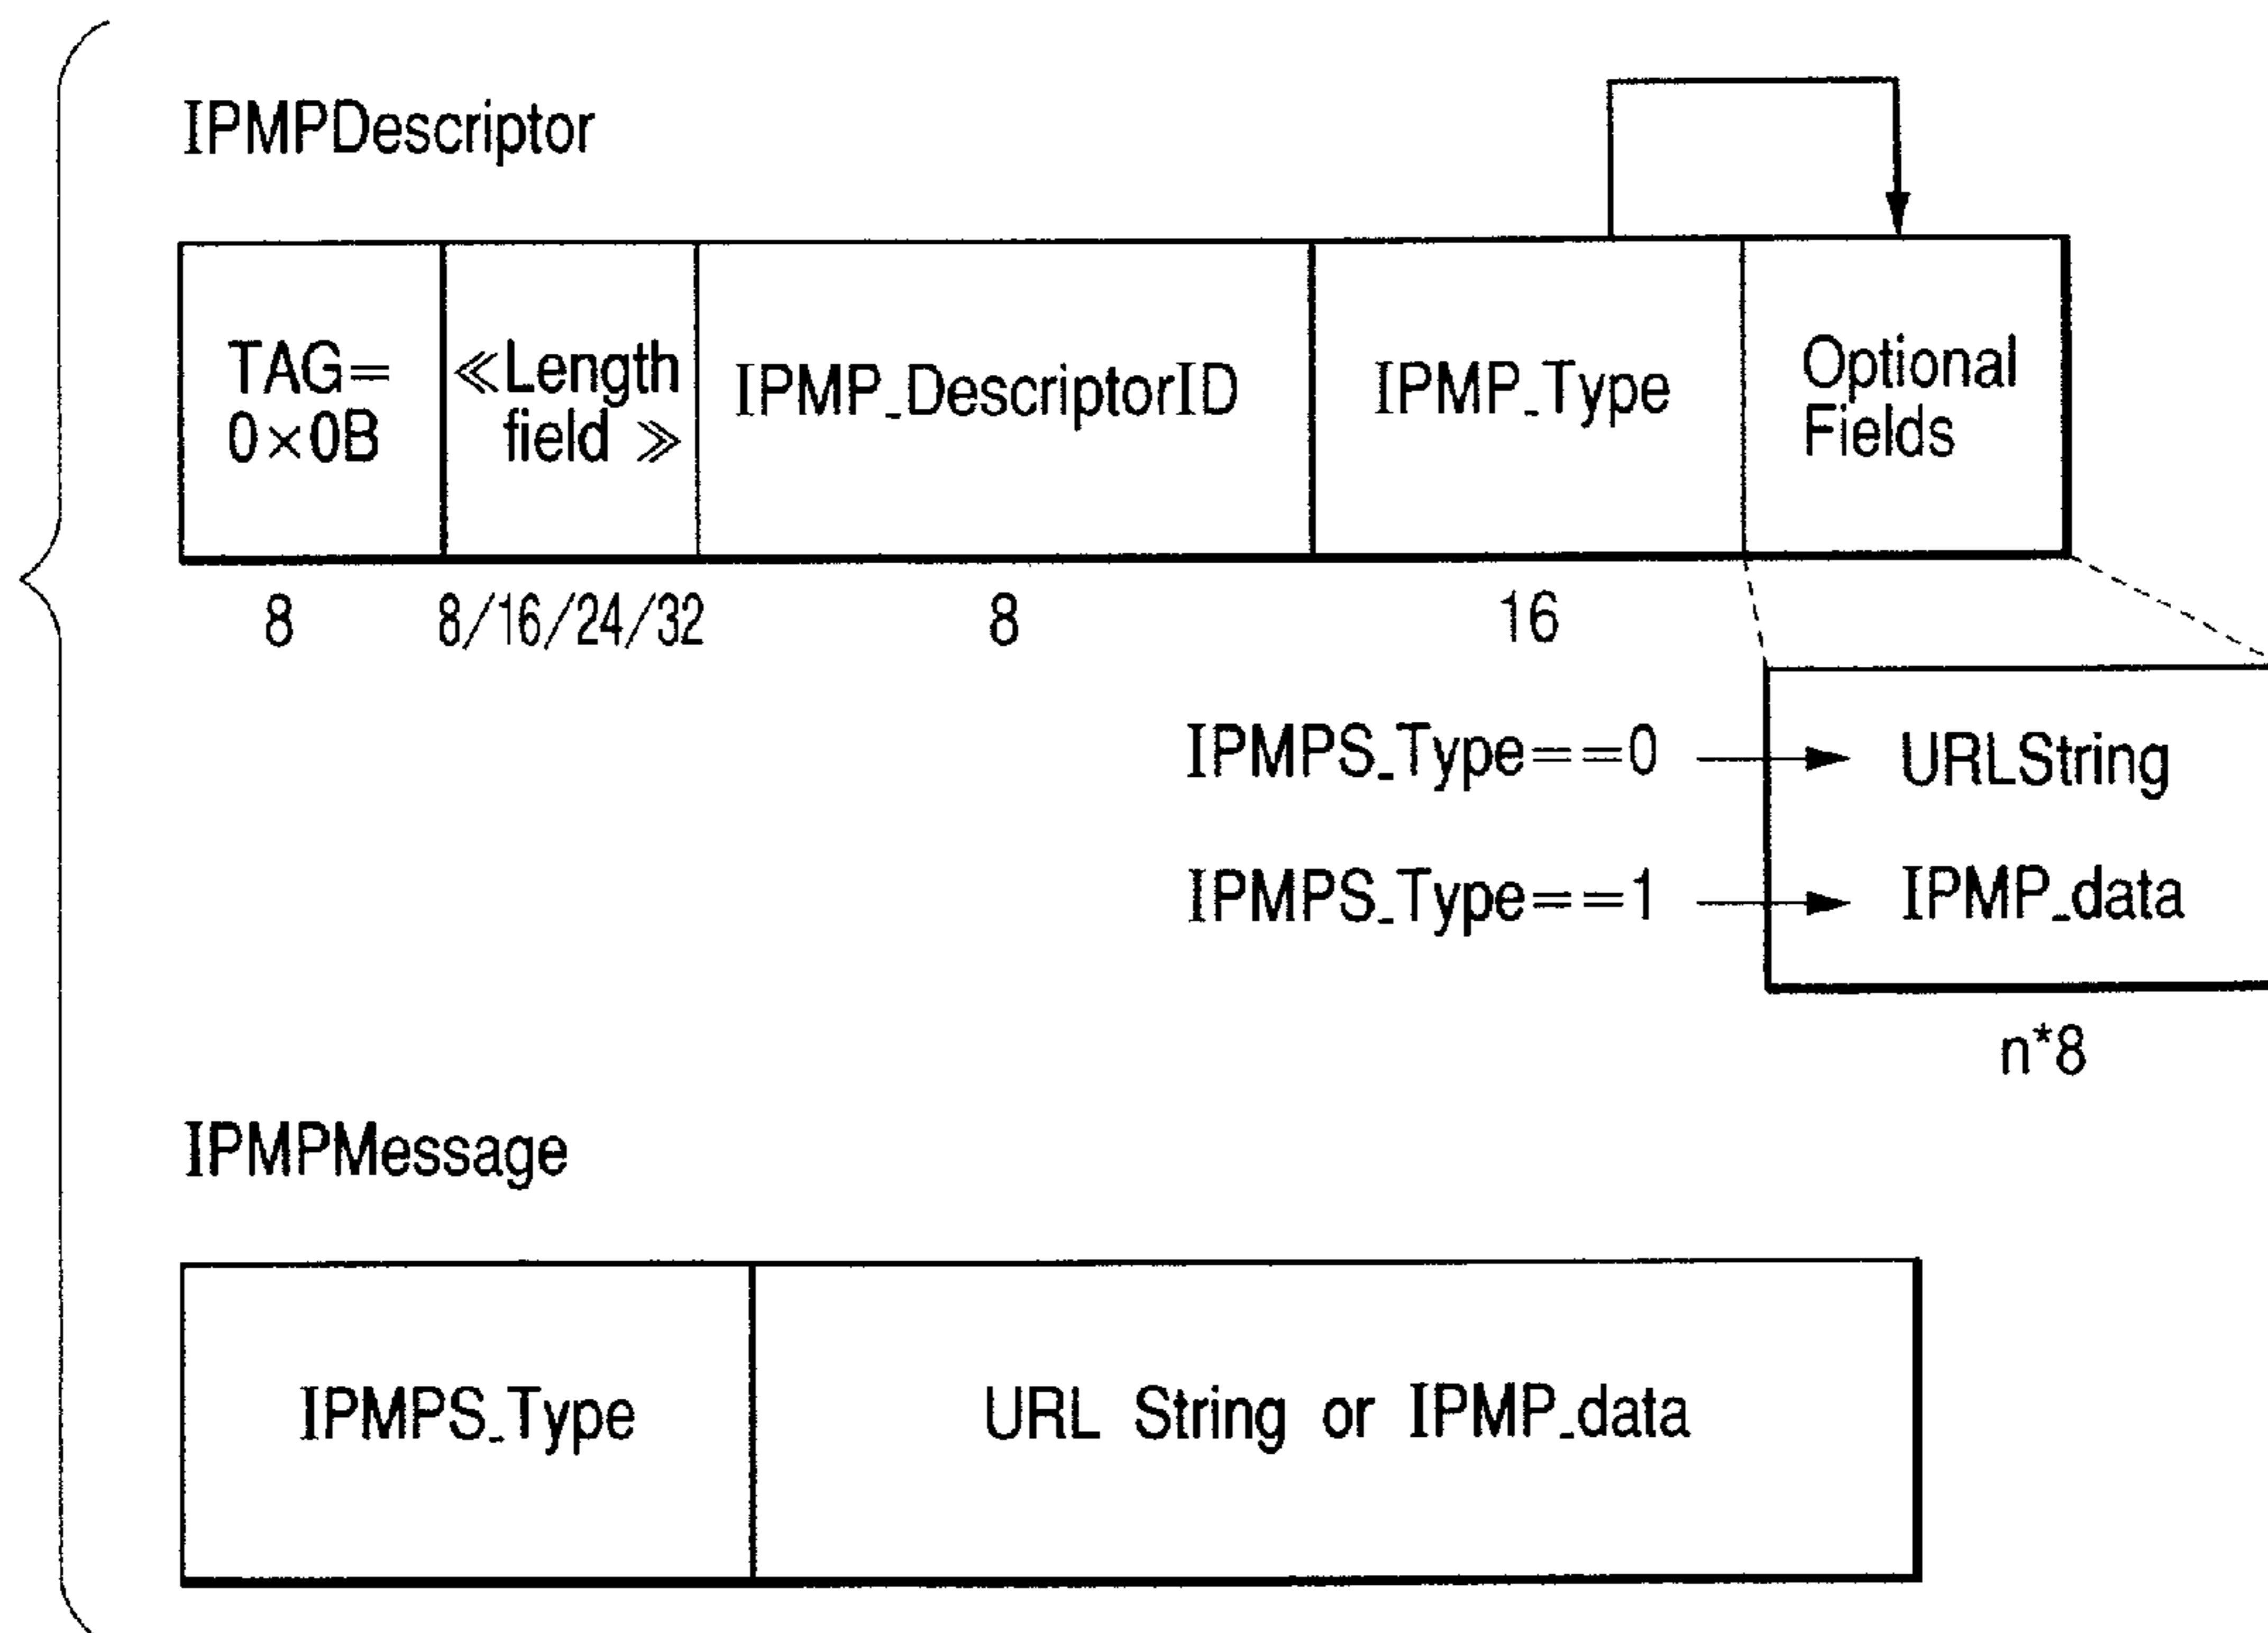 IPMPDescriptor
TAG=
0×0B
≪Length
field ≫
IPMP_DescriptorID
IPMP_Type
Optional
Fields
8
8/16/24/32
8
16
IPMPS_Type==0
URLString
IPMPS_Type==1
IPMP_data
n*8
IPMPMessage
IPMPS_Type
URL String or IPMP_data